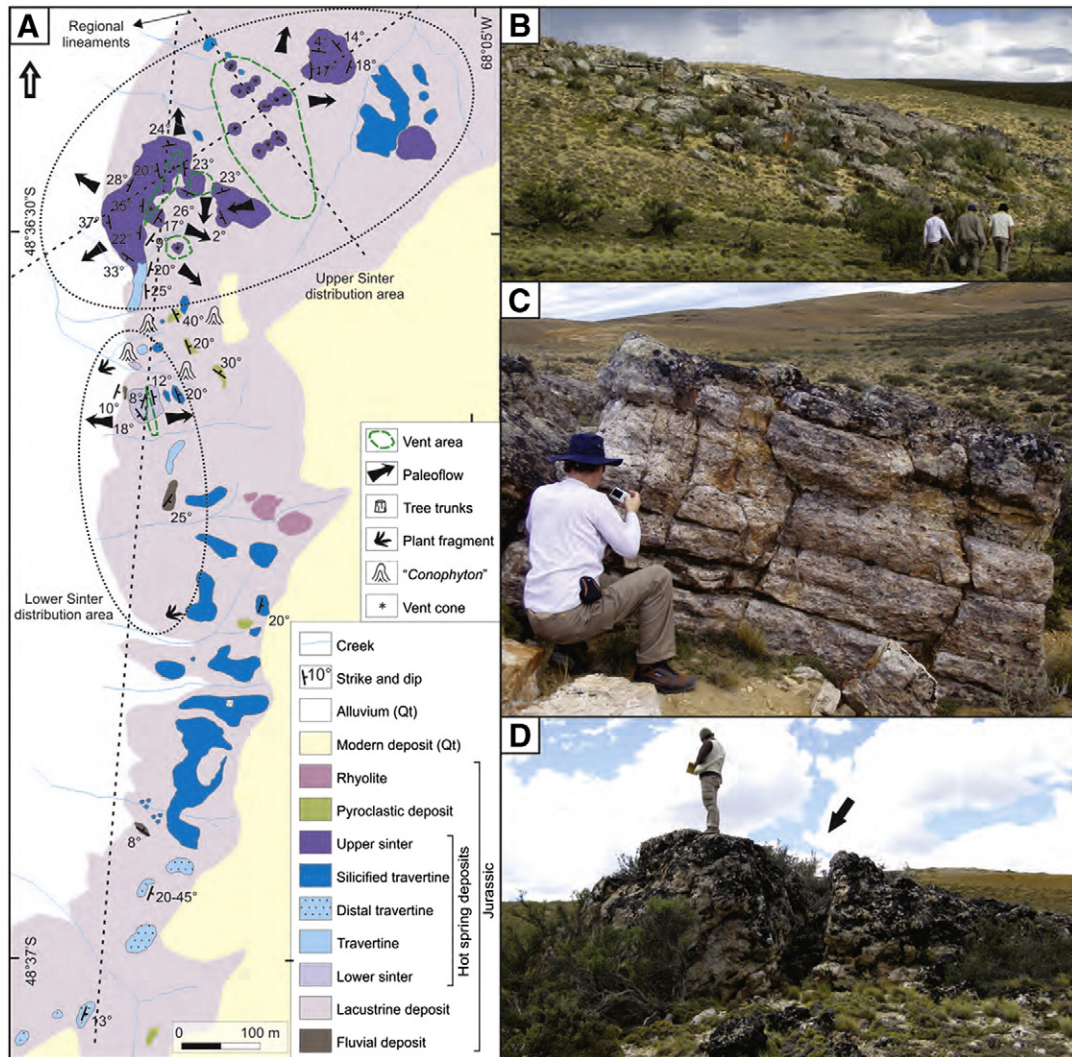 A
Regional
lineaments
68°05'W
4°
14°
17°
18°
24°
20°
23°
28°
23°
35°
26°
37°
17°
22°
2°
48°36'30"S
33°
20°
25°
Upper Sinter
distribution area
40°
20°
30°
12°
8°
20°
10°
18°
25°
Lower Sinter
distribution area
20°
8°
20-45°
48°37'S
13°
0 100 m
Vent area
Paleoflow
Tree trunks
Plant fragment
"Conophyton"
Vent cone
Creek
10° Strike and dip
Alluvium (Qt)
Modern deposit (Qt)
Rhyolite
Pyroclastic deposit
Upper sinter
Silicified travertine
Distal travertine
Travertine
Lower sinter
Lacustrine deposit
Fluvial deposit
Hot spring deposits
Jurassic
B
C
D